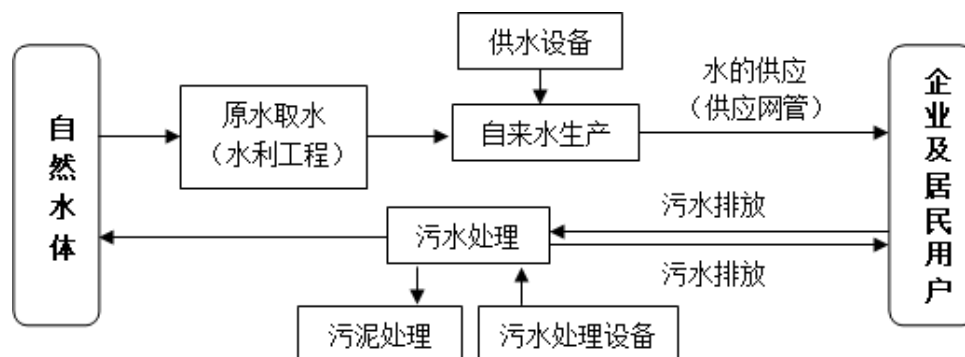 供水设备
自然水体
原水取水
（水利工程）
自来水生产
水的供应
（供应网管）
企业及居民用户
污水处理
污水排放
污水排放
污泥处理
污水处理设备